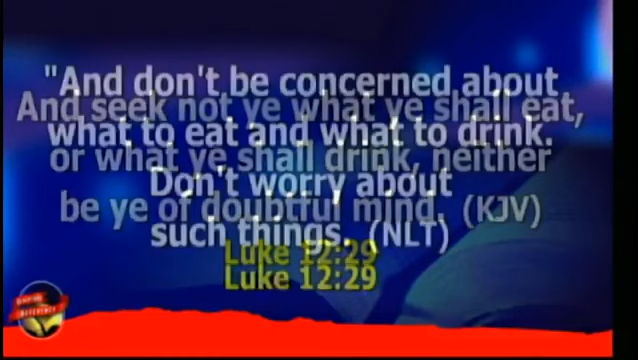 "And don't be concerned about
And seek not ye what ye shall eat,
what to eat and what to drink.
or what ye shall drink, neither
Don't worry about
be ye of doubtful mind. (KJV)
such things. (NLT)
Luke 12:29
Luke 12:29